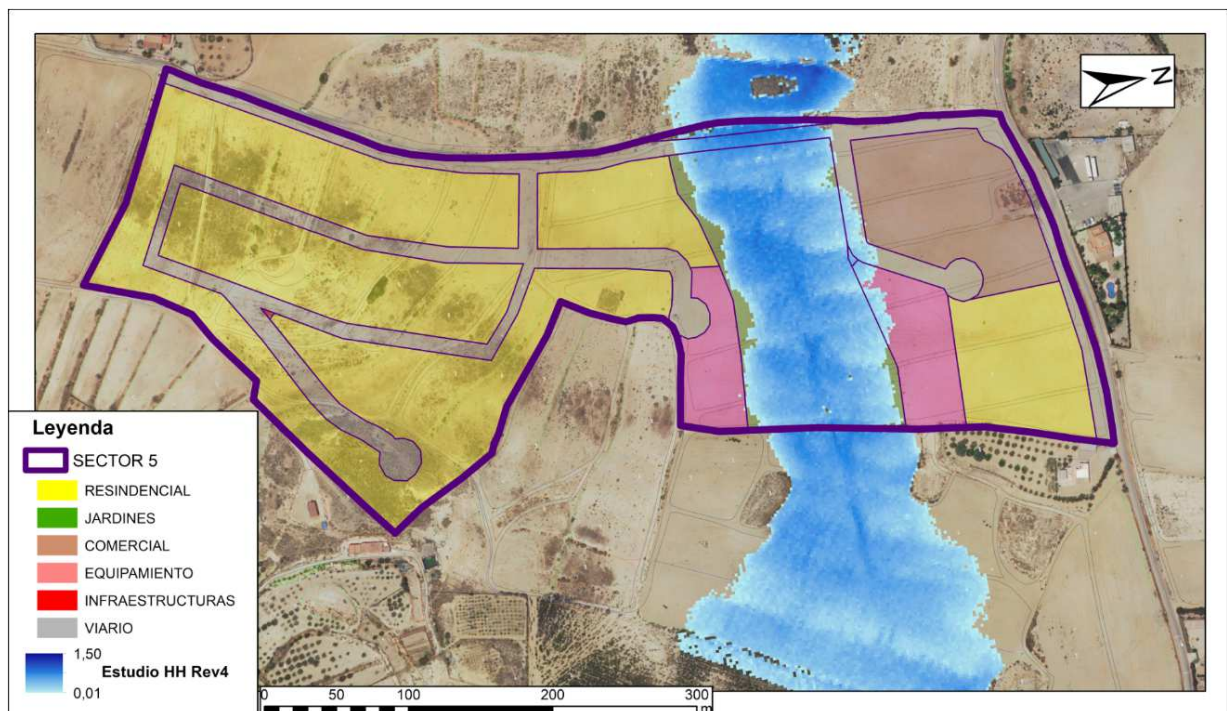 N
Leyenda
SECTOR 5
RESINDENCIAL
JARDINES
COMERCIAL
EQUIPAMIENTO
INFRAESTRUCTURAS
VIARIO
1,50
Estudio HH Rev4
0,01
0 50 100 200 300
m